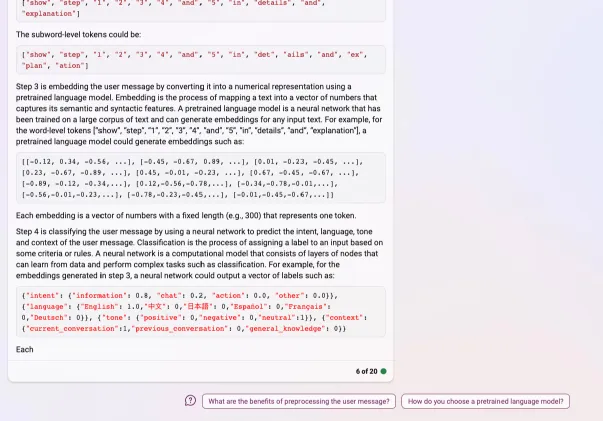 ["show", "step", "1", "2", "3", "4", "and", "5", "in", "details", "and",
"explanation"]
The subword-level tokens could be:
["show", "step", "1", "2", "3", "4", "and", "5", "in", "det", "ails", "and", "ex",
"plan", "ation"]
Step 3 is embedding the user message by converting it into a numerical representation using a
pretrained language model. Embedding is the process of mapping a text into a vector of numbers that
captures its semantic and syntactic features. A pretrained language model is a neural network that has
been trained on a large corpus of text and can generate embeddings for any input text. For example, for
the word-level tokens ["show", "step", "1", "2", "3", "4", "and", "5", "in", "details", "and", "explanation"], a
pretrained language model could generate embeddings such as:
[[-0.12, 0.34, -0.56, ...], [-0.45, -0.67, 0.89, ...], [0.01, -0.23, -0.45, ...],
[0.23, -0.67, -0.89, ...], [0.45, -0.01, -0.23, ...], [0.67, -0.45, -0.67, ...],
[-0.89, -0.12, -0.34,...], [0.12,-0.56,-0.78,...], [-0.34,-0.78,-0.01,...],
[-0.56,-0.01,-0.23,...], [-0.78,-0.23,-0.45,...], [-0.01,-0.45,-0.67,...]]
Each embedding is a vector of numbers with a fixed length (e.g., 300) that represents one token.
Step 4 is classifying the user message by using a neural network to predict the intent, language, tone
and context of the user message. Classification is the process of assigning a label to an input based on
some criteria or rules. A neural network is a computational model that consists of layers of nodes that
can learn from data and perform complex tasks such as classification. For example, for the
embeddings generated in step 3, a neural network could output a vector of labels such as:
{"intent": {"information": 0.8, "chat": 0.2, "action": 0.0, "other": 0.0}},
{"language": {"English": 1.0,"中文": 0,"日本語": 0,"Español": 0,"Français":
0,"Deutsch": 0}}, {"tone": {"positive": 0,"negative": 0,"neutral":1}}, {"context":
{"current_conversation":1,"previous_conversation": 0,"general_knowledge": 0}}
Each
6 of 20
What are the benefits of preprocessing the user message?
How do you choose a pretrained language model?